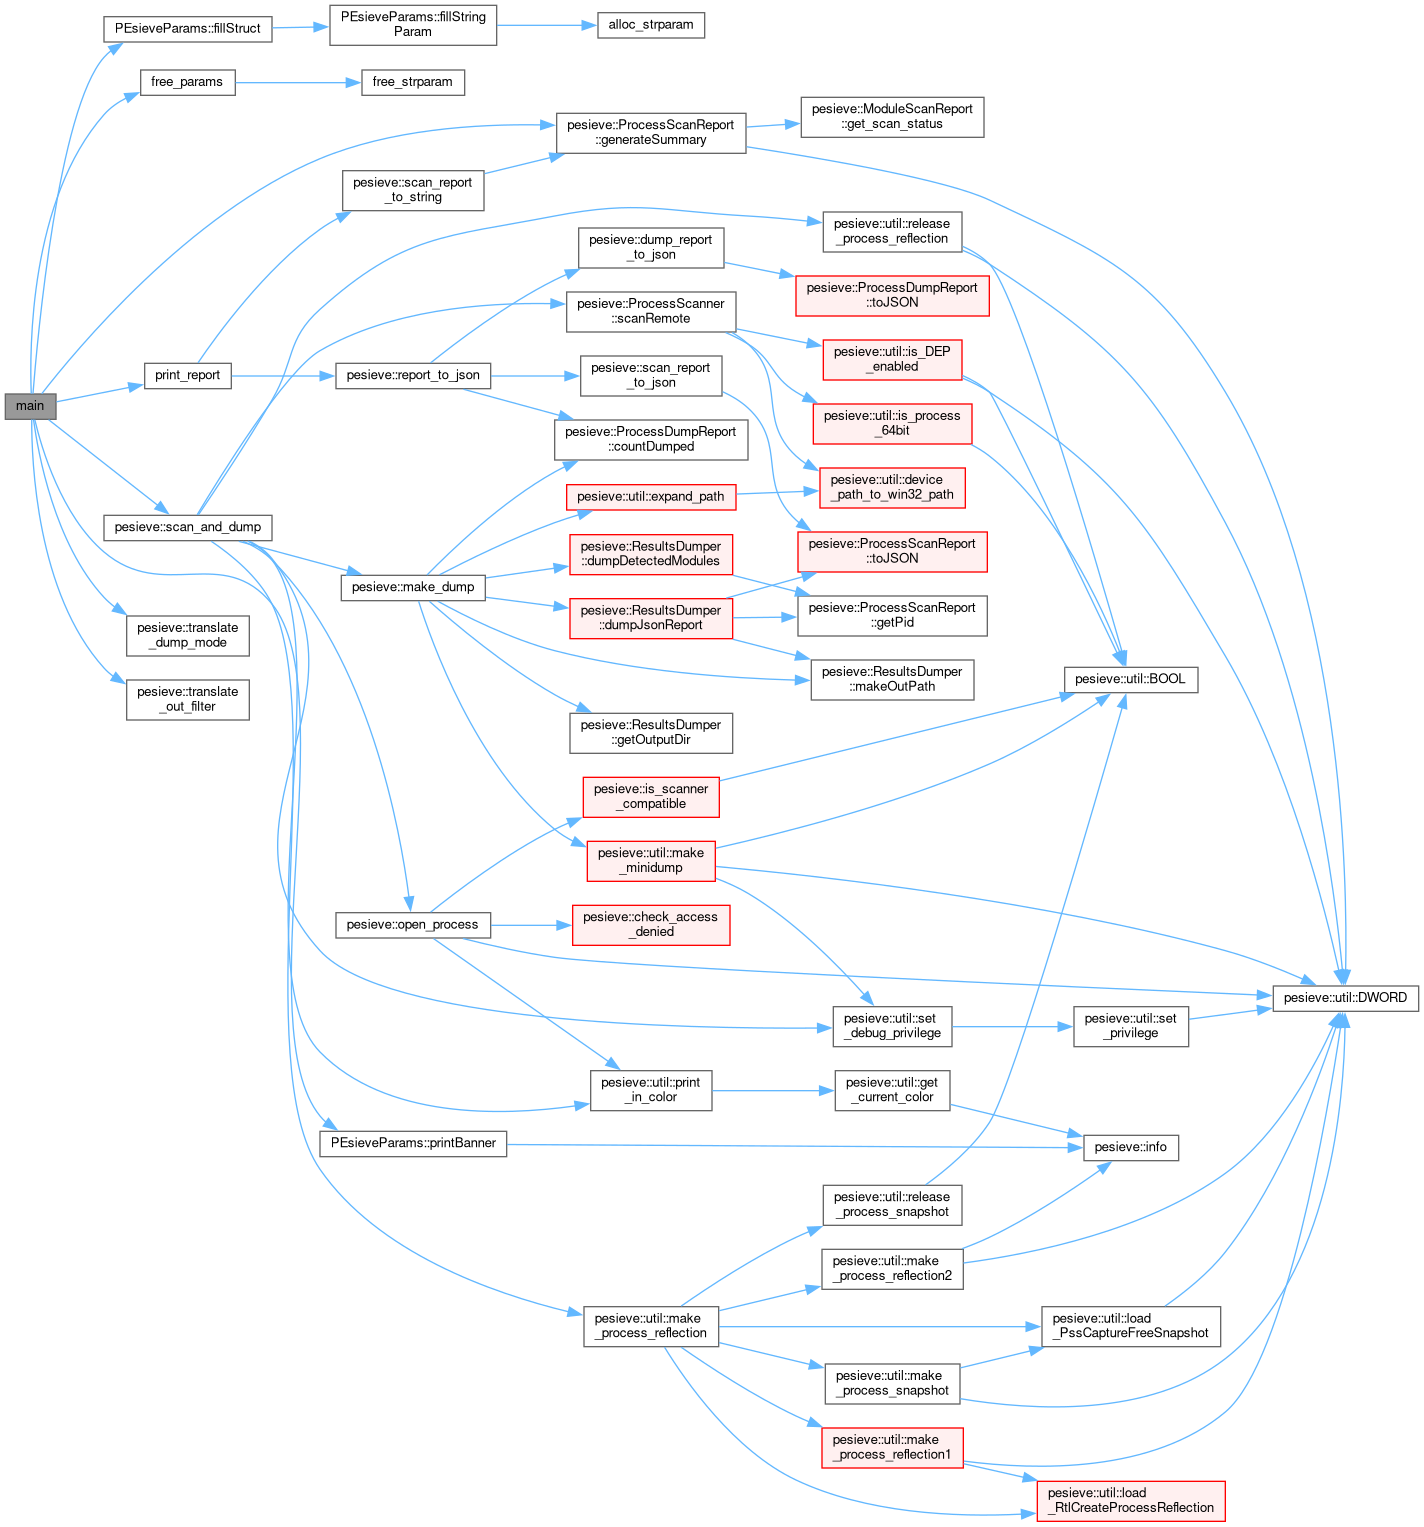 PEsieveParams::fillStruct
PEsieveParams::fillString
Param
alloc_strparam
free_params
free_strparam
pesieve::ModuleScanReport
::get_scan_status
pesieve::ProcessScanReport
::generateSummary
pesieve::scan_report
_to_string
pesieve::util::release
_process_reflection
pesieve::dump_report
_to_json
pesieve::ProcessDumpReport
::toJSON
pesieve::ProcessScanner
::scanRemote
pesieve::util::is_DEP
_enabled
print_report
pesieve::report_to_json
pesieve::scan_report
_to_json
main
pesieve::util::is_process
_64bit
pesieve::ProcessDumpReport
::countDumped
pesieve::util::expand_path
pesieve::util::device
_path_to_win32_path
pesieve::scan_and_dump
pesieve::ResultsDumper
::dumpDetectedModules
pesieve::ProcessScanReport
::toJSON
pesieve::make_dump
pesieve::ResultsDumper
::dumpJsonReport
pesieve::ProcessScanReport
::getPid
pesieve::translate
_dump_mode
pesieve::ResultsDumper
::makeOutPath
pesieve::util::BOOL
pesieve::translate
_out_filter
pesieve::ResultsDumper
::getOutputDir
pesieve::is_scanner
_compatible
pesieve::util::make
_minidump
pesieve::open_process
pesieve::check_access
_denied
pesieve::util::DWORD
pesieve::util::set
_debug_privilege
pesieve::util::set
_privilege
pesieve::util::print
_in_color
pesieve::util::get
_current_color
PEsieveParams::printBanner
pesieve::info
pesieve::util::release
_process_snapshot
pesieve::util::make
_process_reflection2
pesieve::util::make
_process_reflection
pesieve::util::load
_PssCaptureFreeSnapshot
pesieve::util::make
_process_snapshot
pesieve::util::make
_process_reflection1
pesieve::util::load
_RtlCreateProcessReflection